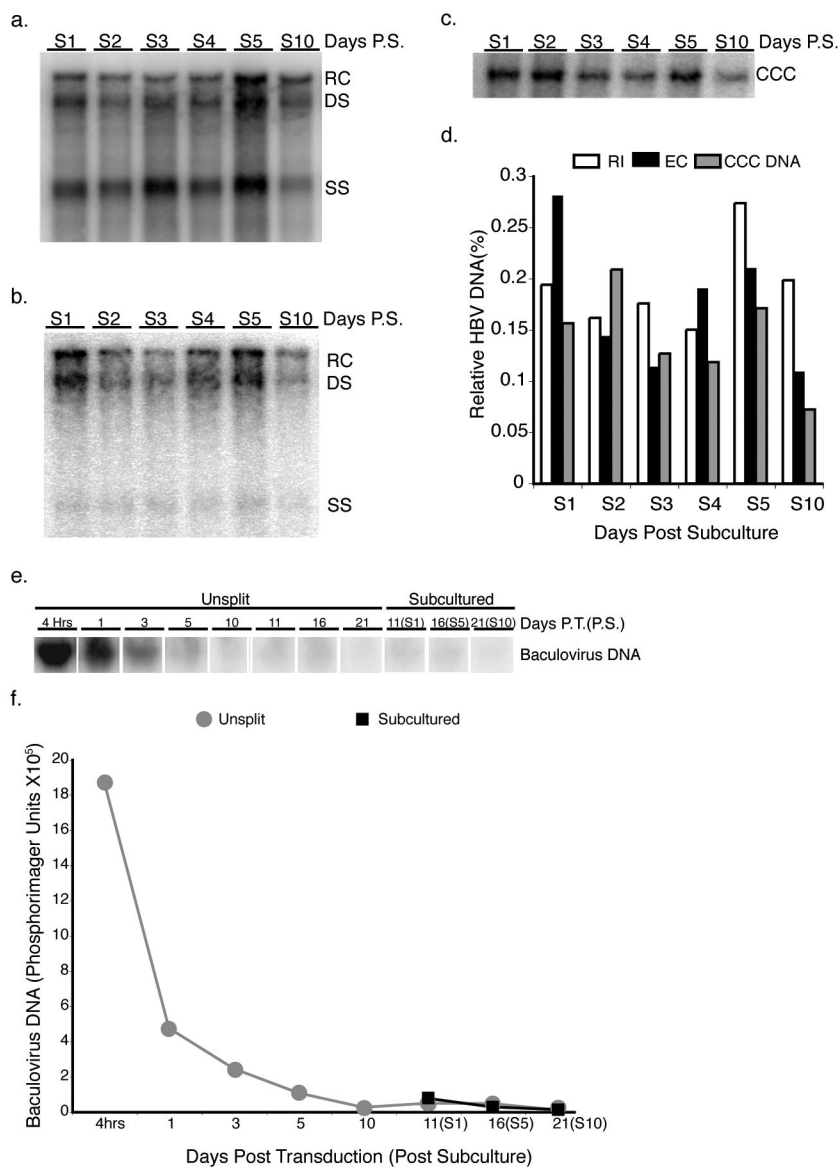 a.
S1 S2 S3 S4 S5 S10 Days P.S.
RC
DS
SS
b.
S1 S2 S3 S4 S5 S10 Days P.S.
RC
DS
SS
c.
S1 S2 S3 S4 S5 S10 Days P.S.
CCC
d.
RI EC CCC DNA
0.3
0.25
0.2
0.15
0.1
0.05
0
Relative HBV DNA(%)
S1 S2 S3 S4 S5 S10
Days Post Subculture
e.
Unsplit Subcultured
4 Hrs 1 3 5 10 11 16 21 11(S1) 16(S5) 21(S10) Days P.T.(P.S.)
Baculovirus DNA
f.
Unsplit Subcultured
Baculovirus DNA (Phosphorimager Units X10⁵)
20
18
16
14
12
10
8
6
4
2
0
4hrs 1 3 5 10 11(S1) 16(S5) 21(S10)
Days Post Transduction (Post Subculture)